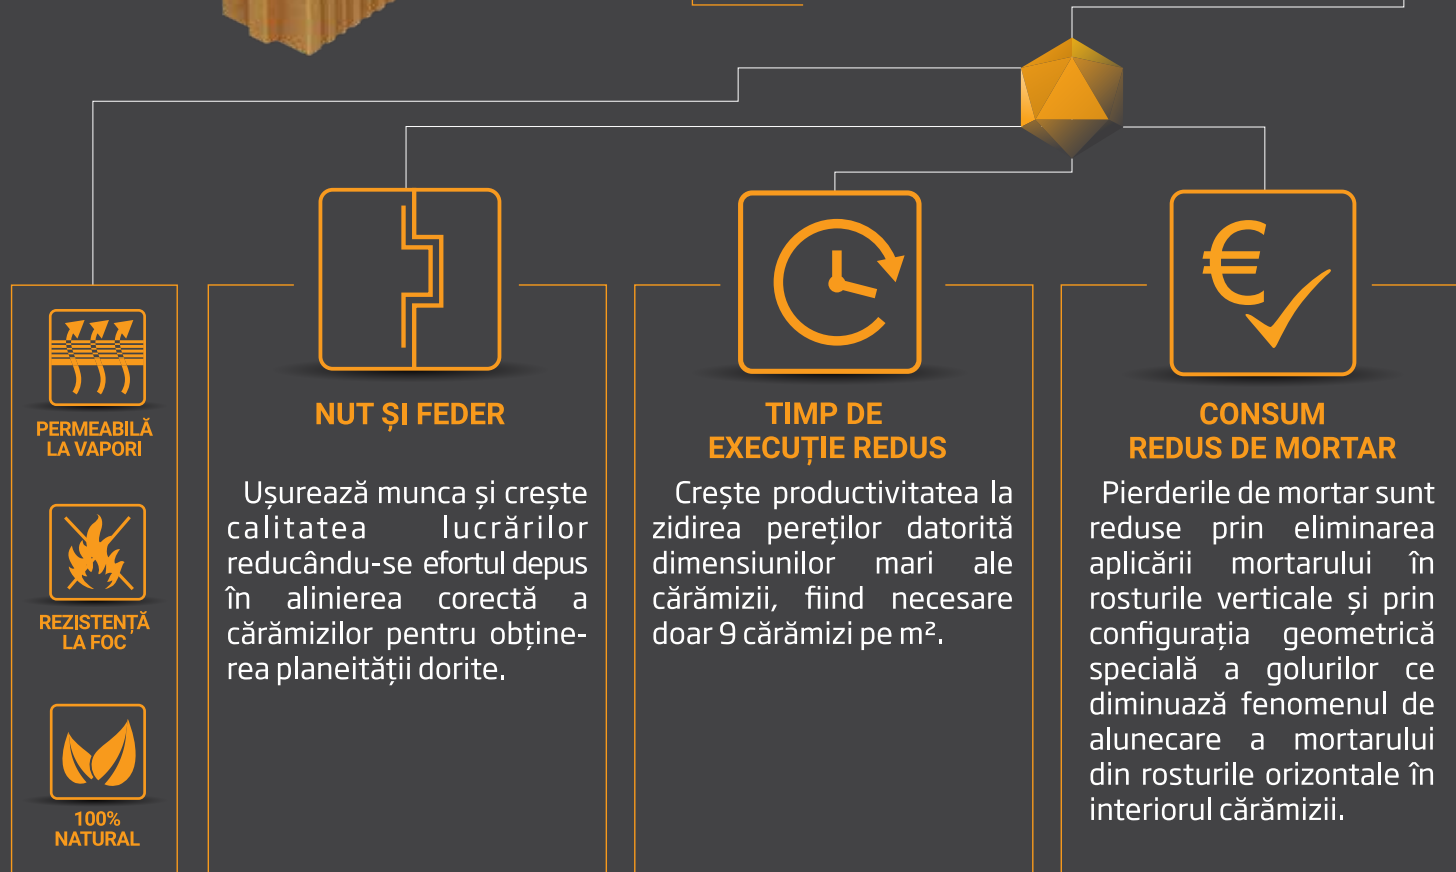 PERMEABILĂ
LA VAPORI
REZISTENȚĂ
LA FOC
100%
NATURAL
NUT ȘI FEDER
Ușurează munca și crește
calitatea lucrărilor
reducându-se efortul depus
în alinierea corectă a
cărămizilor pentru obține-
rea planeității dorite.
TIMP DE
EXECUȚIE REDUS
Crește productivitatea la
zidirea pereților datorită
dimensiunilor mari ale
cărămizii, fiind necesare
doar 9 cărămizi pe m².
€
CONSUM
REDUS DE MORTAR
Pierderile de mortar sunt
reduse prin eliminarea
aplicării mortarului în
rosturile verticale și prin
configurația geometrică
specială a golurilor ce
diminuază fenomenul de
alunecare a mortarului
din rosturile orizontale în
interiorul cărămizii.